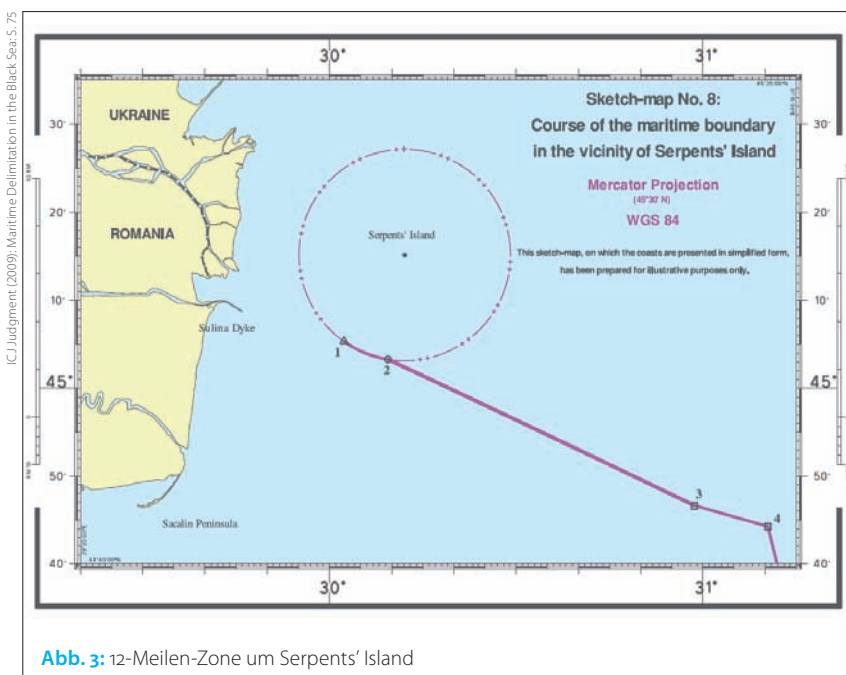 ICJ Judgment (2009): Maritime Delimitation in the Black Sea: S. 75
30° 31°
Sketch-map No. 8:
Course of the maritime boundary
in the vicinity of Serpents' Island
Mercator Projection
(45°30' N)
WGS 84
This sketch-map, on which the coasts are presented in simplified form,
has been prepared for illustrative purposes only.
UKRAINE
30' 30'
20' 20'
ROMANIA
Serpents' Island
10' 10'
Sulina Dyke
1
2
45° 45°
50' 50'
3
4
Sacalin Peninsula
40' 40'
30° 31°
Abb. 3: 12-Meilen-Zone um Serpents' Island